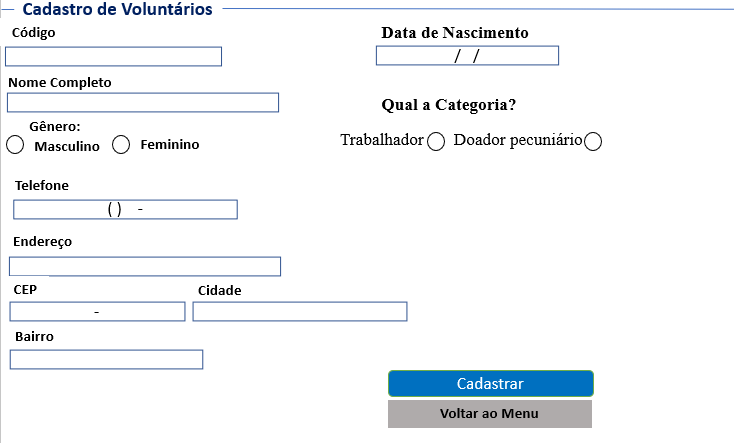 Cadastro de Voluntários
Código
Data de Nascimento
/ /
Nome Completo
Qual a Categoria?
Gênero:
Masculino Feminino
Trabalhador Doador pecuniário
Telefone
( ) -
Endereço
CEP Cidade
-
Bairro
Cadastrar
Voltar ao Menu